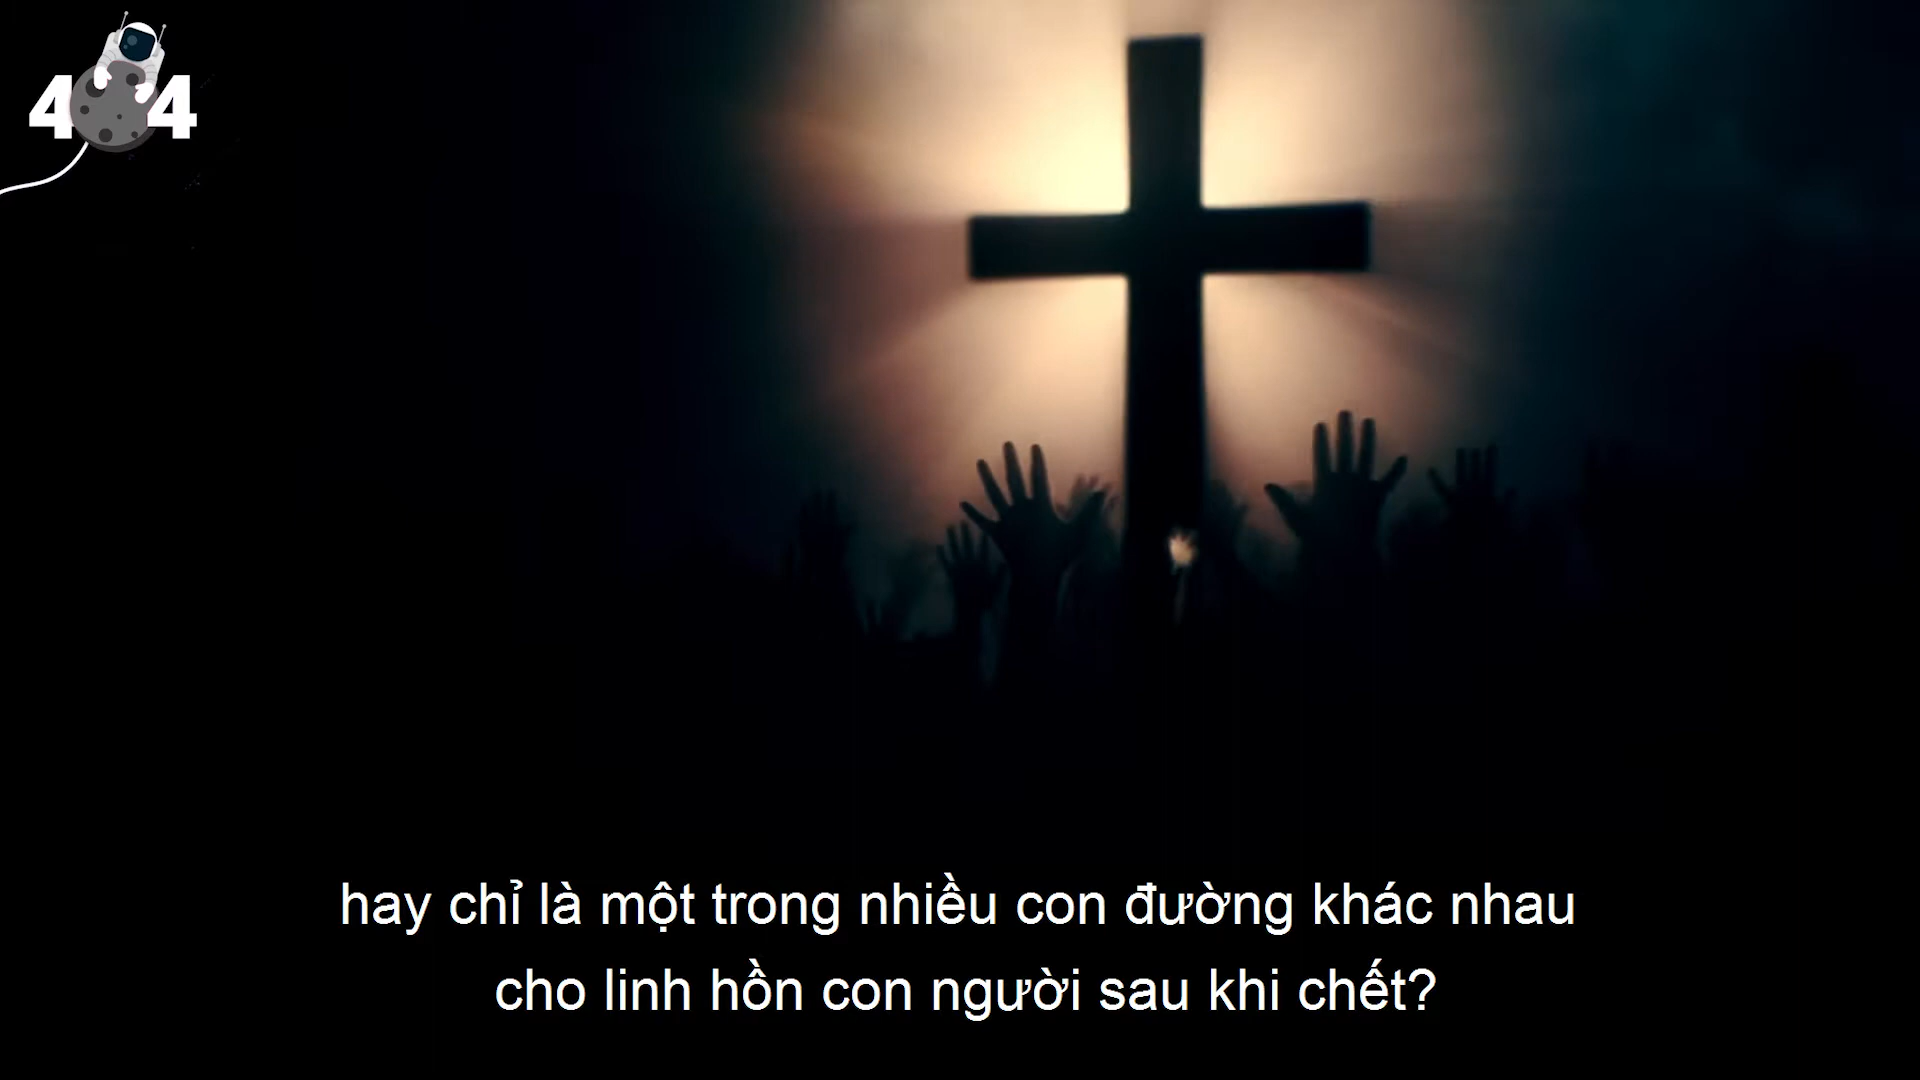 404
hay chỉ là một trong nhiều con đường khác nhau
cho linh hồn con người sau khi chết?